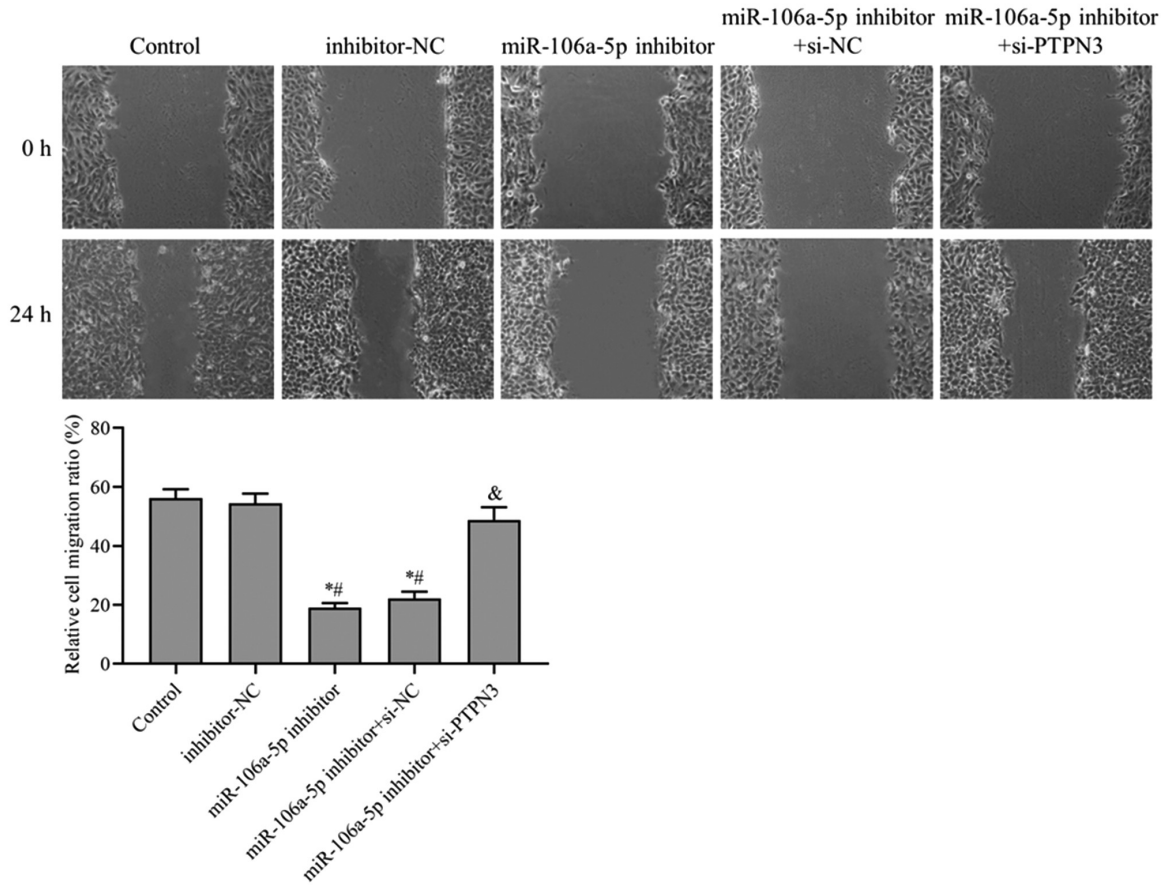 Control
inhibitor-NC
miR-106a-5p inhibitor
miR-106a-5p inhibitor
+si-NC
miR-106a-5p inhibitor
+si-PTPN3
0 h
24 h
Relative cell migration ratio (%)
80
60
40
20
0
*#
*#
&
Control
inhibitor-NC
miR-106a-5p inhibitor
miR-106a-5p inhibitor+si-NC
miR-106a-5p inhibitor+si-PTPN3